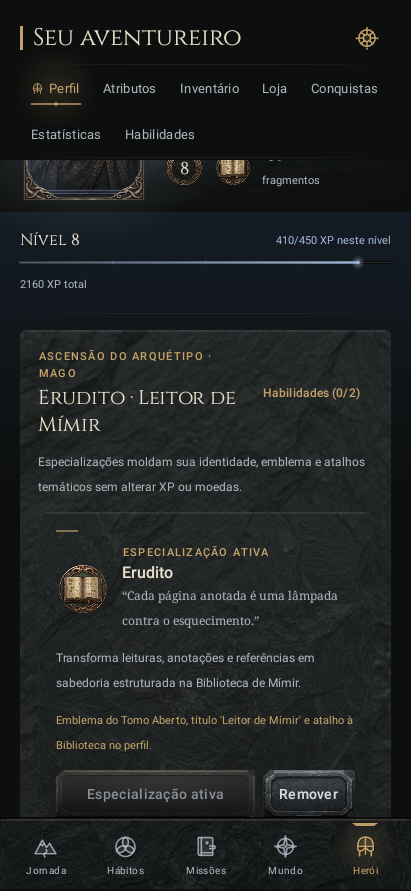 Seu aventureiro
Perfil Atributos Inventário Loja Conquistas
Estatísticas Habilidades
8
fragmentos
Nível 8
410/450 XP neste nível
2160 XP total
ASCENSÃO DO ARQUÉTIPO ·
MAGO
Erudito · Leitor de
Mímir
Habilidades (0/2)
Especializações moldam sua identidade, emblema e atalhos
temáticos sem alterar XP ou moedas.
ESPECIALIZAÇÃO ATIVA
Erudito
“Cada página anotada é uma lâmpada
contra o esquecimento.”
Transforma leituras, anotações e referências em
sabedoria estruturada na Biblioteca de Mímir.
Emblema do Tomo Aberto, título 'Leitor de Mímir' e atalho à
Biblioteca no perfil.
Especialização ativa Remover
Jornada Hábitos Missões Mundo Herói